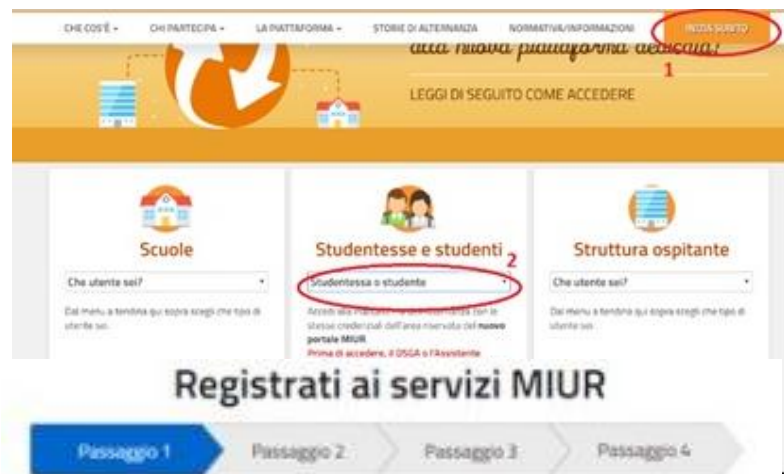 CHE COS'È CHI PARTECIPA LA PIATTAFORMA STORIE DI ALTERNANZA NORMATIVA/INFORMAZIONI INIZIA SUBITO
1
alla nuova piattaforma dedicata?
LEGGI DI SEGUITO COME ACCEDERE
Scuole
Che utente sei?
Dal menu a tendina qui sopra scegli che tipo di
utente sei.
Studentesse e studenti
2
Studentessa o studente
Accedi alla
stesse credenziali dell'area riservata del nuovo
portale MIUR
Prima di accedere, il DSGA o l'Assistente
Struttura ospitante
Che utente sei?
Dal menu a tendina qui sopra scegli che tipo di
utente sei.
Registrati ai servizi MIUR
Passaggio 1 Passaggio 2 Passaggio 3 Passaggio 4